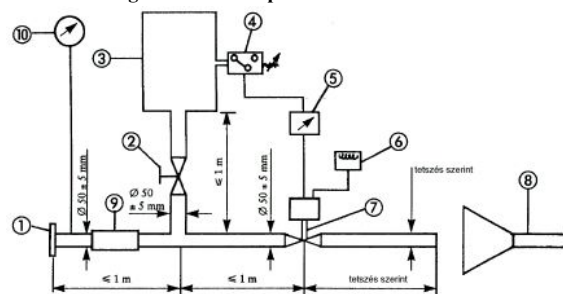 ⑩
④
③
⑤
≤ 1 m
⑥
②
Ø 50 ± 5 mm
Ø 50 ± 5 mm
Ø 50 ± 5 mm
tetszés szerint
⑧
⑨
⑦
①
≤ 1 m
≤ 1 m
tetszés szerint